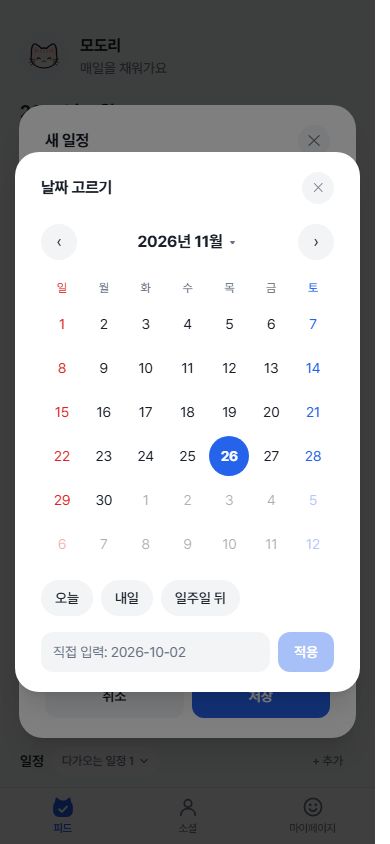 모도리
매일을 채워가요
새 일정
날짜 고르기
2026년 11월
일 월 화 수 목 금 토
1 2 3 4 5 6 7
8 9 10 11 12 13 14
15 16 17 18 19 20 21
22 23 24 25 26 27 28
29 30 1 2 3 4 5
6 7 8 9 10 11 12
오늘 내일 일주일 뒤
직접 입력: 2026-10-02 적용
취소 저장
일정 다가오는 일정 1 + 추가
피드 소셜 마이페이지